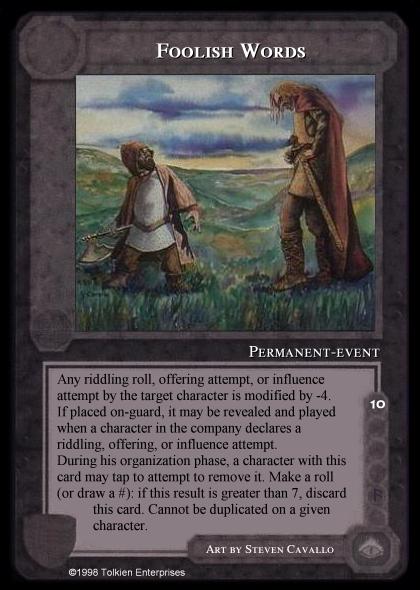 Foolish Words
Permanent-event
Any riddling roll, offering attempt, or influence
attempt by the target character is modified by -4.
If placed on-guard, it may be revealed and played
when a character in the company declares a
riddling, offering, or influence attempt.
During his organization phase, a character with this
card may tap to attempt to remove it. Make a roll
(or draw a #): if this result is greater than 7, discard
this card. Cannot be duplicated on a given
character.
10
R
Art by Steven Cavallo
©1998 Tolkien Enterprises